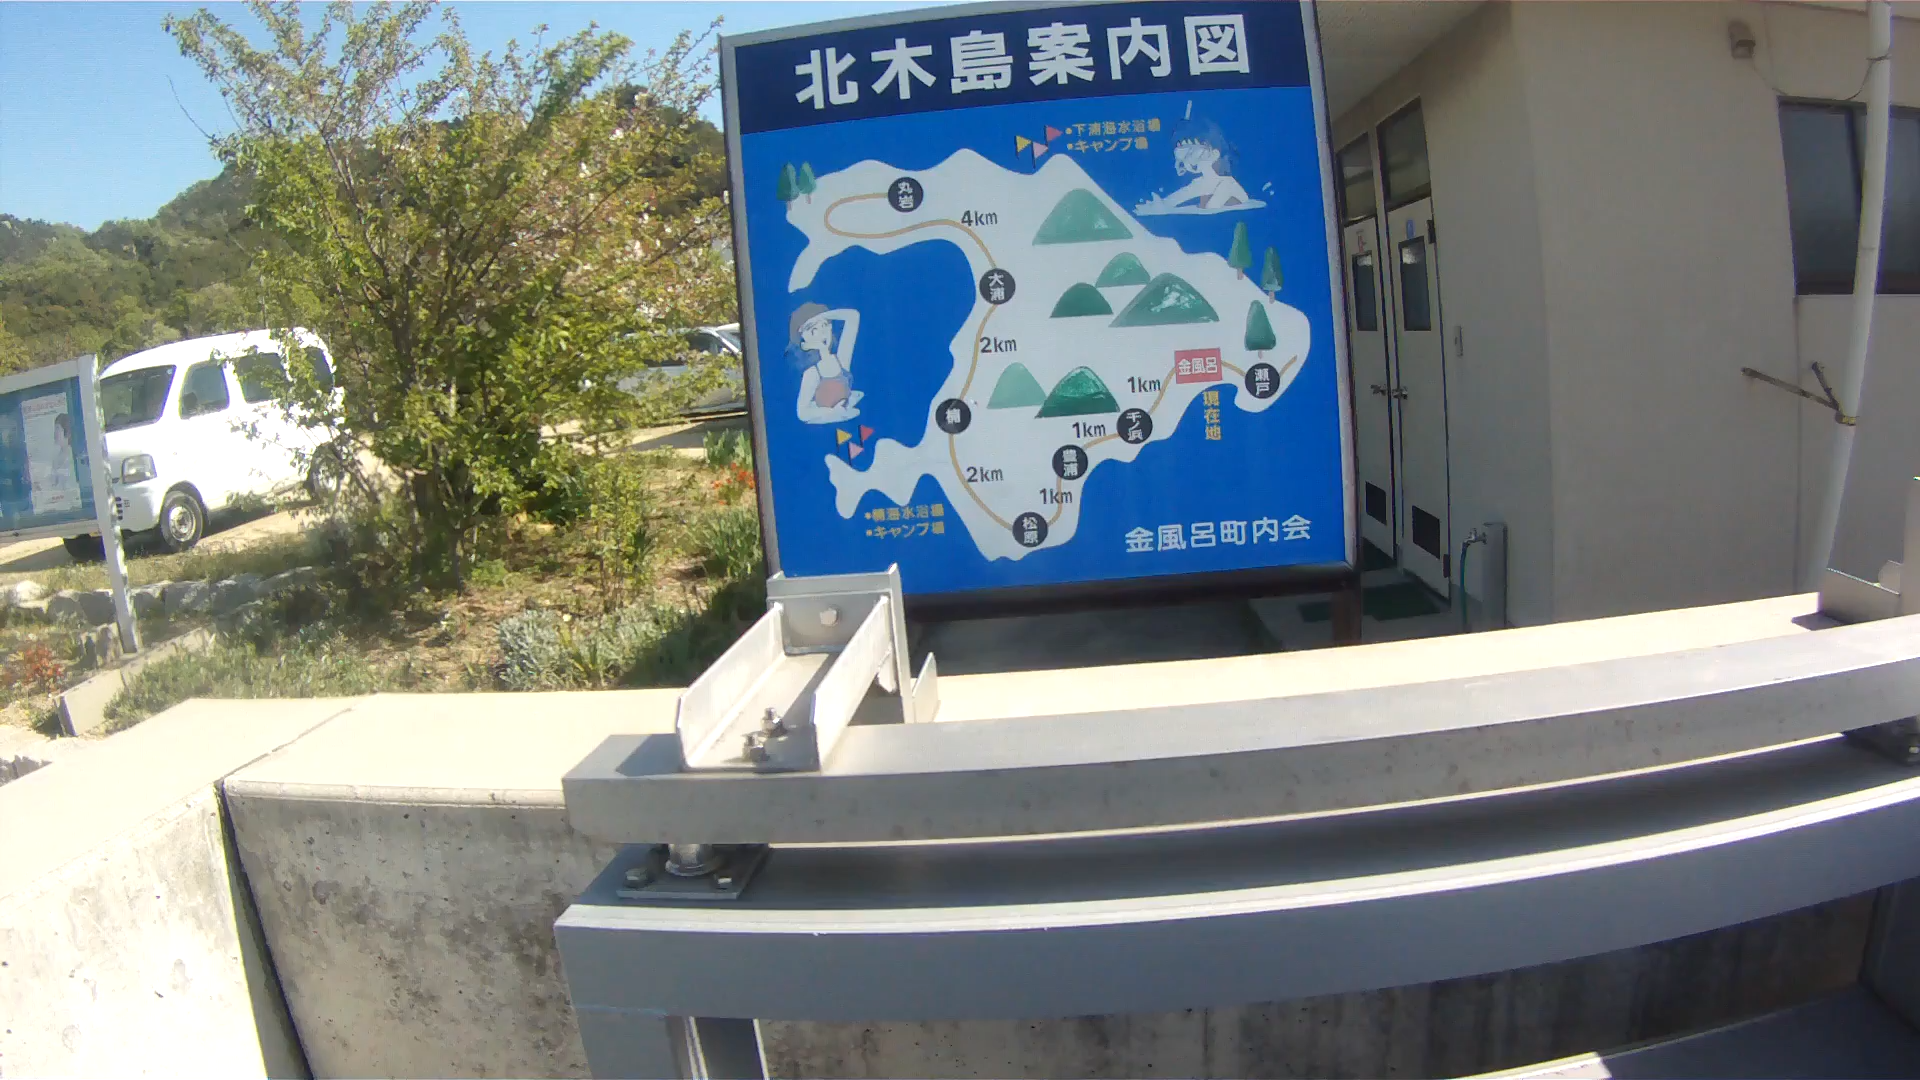 北木島案内図
•下浦海水浴場
•キャンプ場
丸岩
4km
大浦
2km
金風呂
1km
瀬戸
現在地
楠
千ノ浜
1km
豊浦
2km
1km
•楠海水浴場
•キャンプ場
松原
金風呂町内会